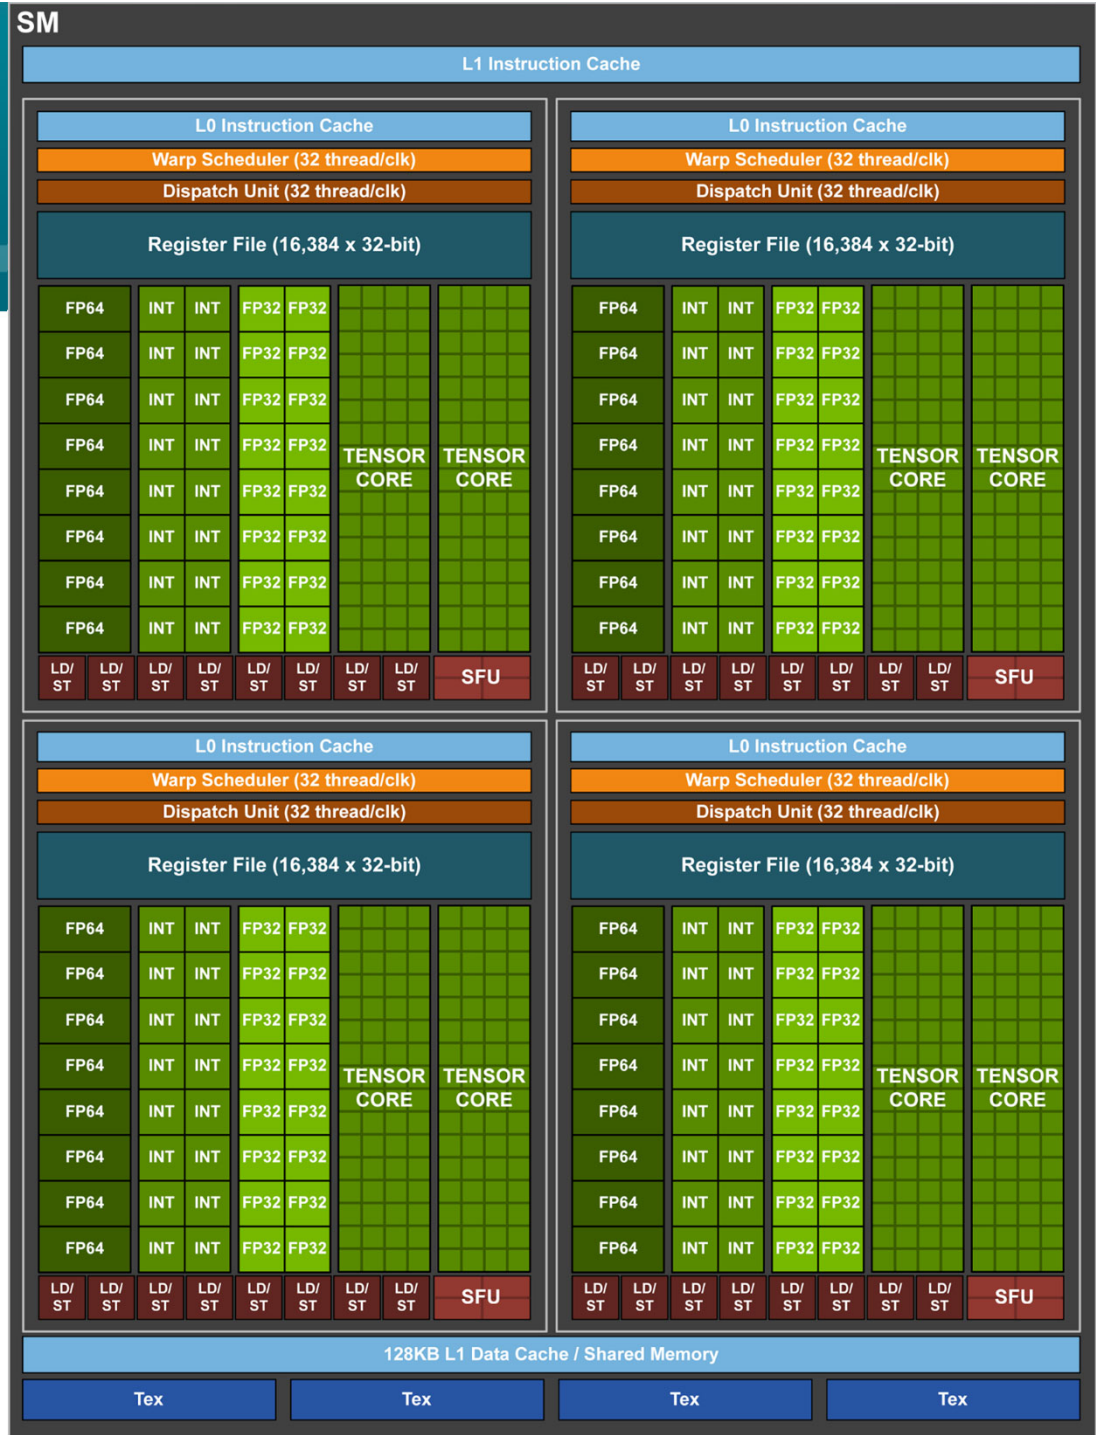 SM
L1 Instruction Cache
L0 Instruction Cache
Warp Scheduler (32 thread/clk)
Dispatch Unit (32 thread/clk)
Register File (16,384 x 32-bit)
FP64 INT INT FP32 FP32
FP64 INT INT FP32 FP32
FP64 INT INT FP32 FP32
FP64 INT INT FP32 FP32
FP64 INT INT FP32 FP32
FP64 INT INT FP32 FP32
FP64 INT INT FP32 FP32
FP64 INT INT FP32 FP32
TENSOR CORE
TENSOR CORE
LD/ST LD/ST LD/ST LD/ST LD/ST LD/ST LD/ST LD/ST SFU
L0 Instruction Cache
Warp Scheduler (32 thread/clk)
Dispatch Unit (32 thread/clk)
Register File (16,384 x 32-bit)
FP64 INT INT FP32 FP32
FP64 INT INT FP32 FP32
FP64 INT INT FP32 FP32
FP64 INT INT FP32 FP32
FP64 INT INT FP32 FP32
FP64 INT INT FP32 FP32
FP64 INT INT FP32 FP32
FP64 INT INT FP32 FP32
TENSOR CORE
TENSOR CORE
LD/ST LD/ST LD/ST LD/ST LD/ST LD/ST LD/ST LD/ST SFU
L0 Instruction Cache
Warp Scheduler (32 thread/clk)
Dispatch Unit (32 thread/clk)
Register File (16,384 x 32-bit)
FP64 INT INT FP32 FP32
FP64 INT INT FP32 FP32
FP64 INT INT FP32 FP32
FP64 INT INT FP32 FP32
FP64 INT INT FP32 FP32
FP64 INT INT FP32 FP32
FP64 INT INT FP32 FP32
FP64 INT INT FP32 FP32
TENSOR CORE
TENSOR CORE
LD/ST LD/ST LD/ST LD/ST LD/ST LD/ST LD/ST LD/ST SFU
L0 Instruction Cache
Warp Scheduler (32 thread/clk)
Dispatch Unit (32 thread/clk)
Register File (16,384 x 32-bit)
FP64 INT INT FP32 FP32
FP64 INT INT FP32 FP32
FP64 INT INT FP32 FP32
FP64 INT INT FP32 FP32
FP64 INT INT FP32 FP32
FP64 INT INT FP32 FP32
FP64 INT INT FP32 FP32
FP64 INT INT FP32 FP32
TENSOR CORE
TENSOR CORE
LD/ST LD/ST LD/ST LD/ST LD/ST LD/ST LD/ST LD/ST SFU
128KB L1 Data Cache / Shared Memory
Tex Tex Tex Tex